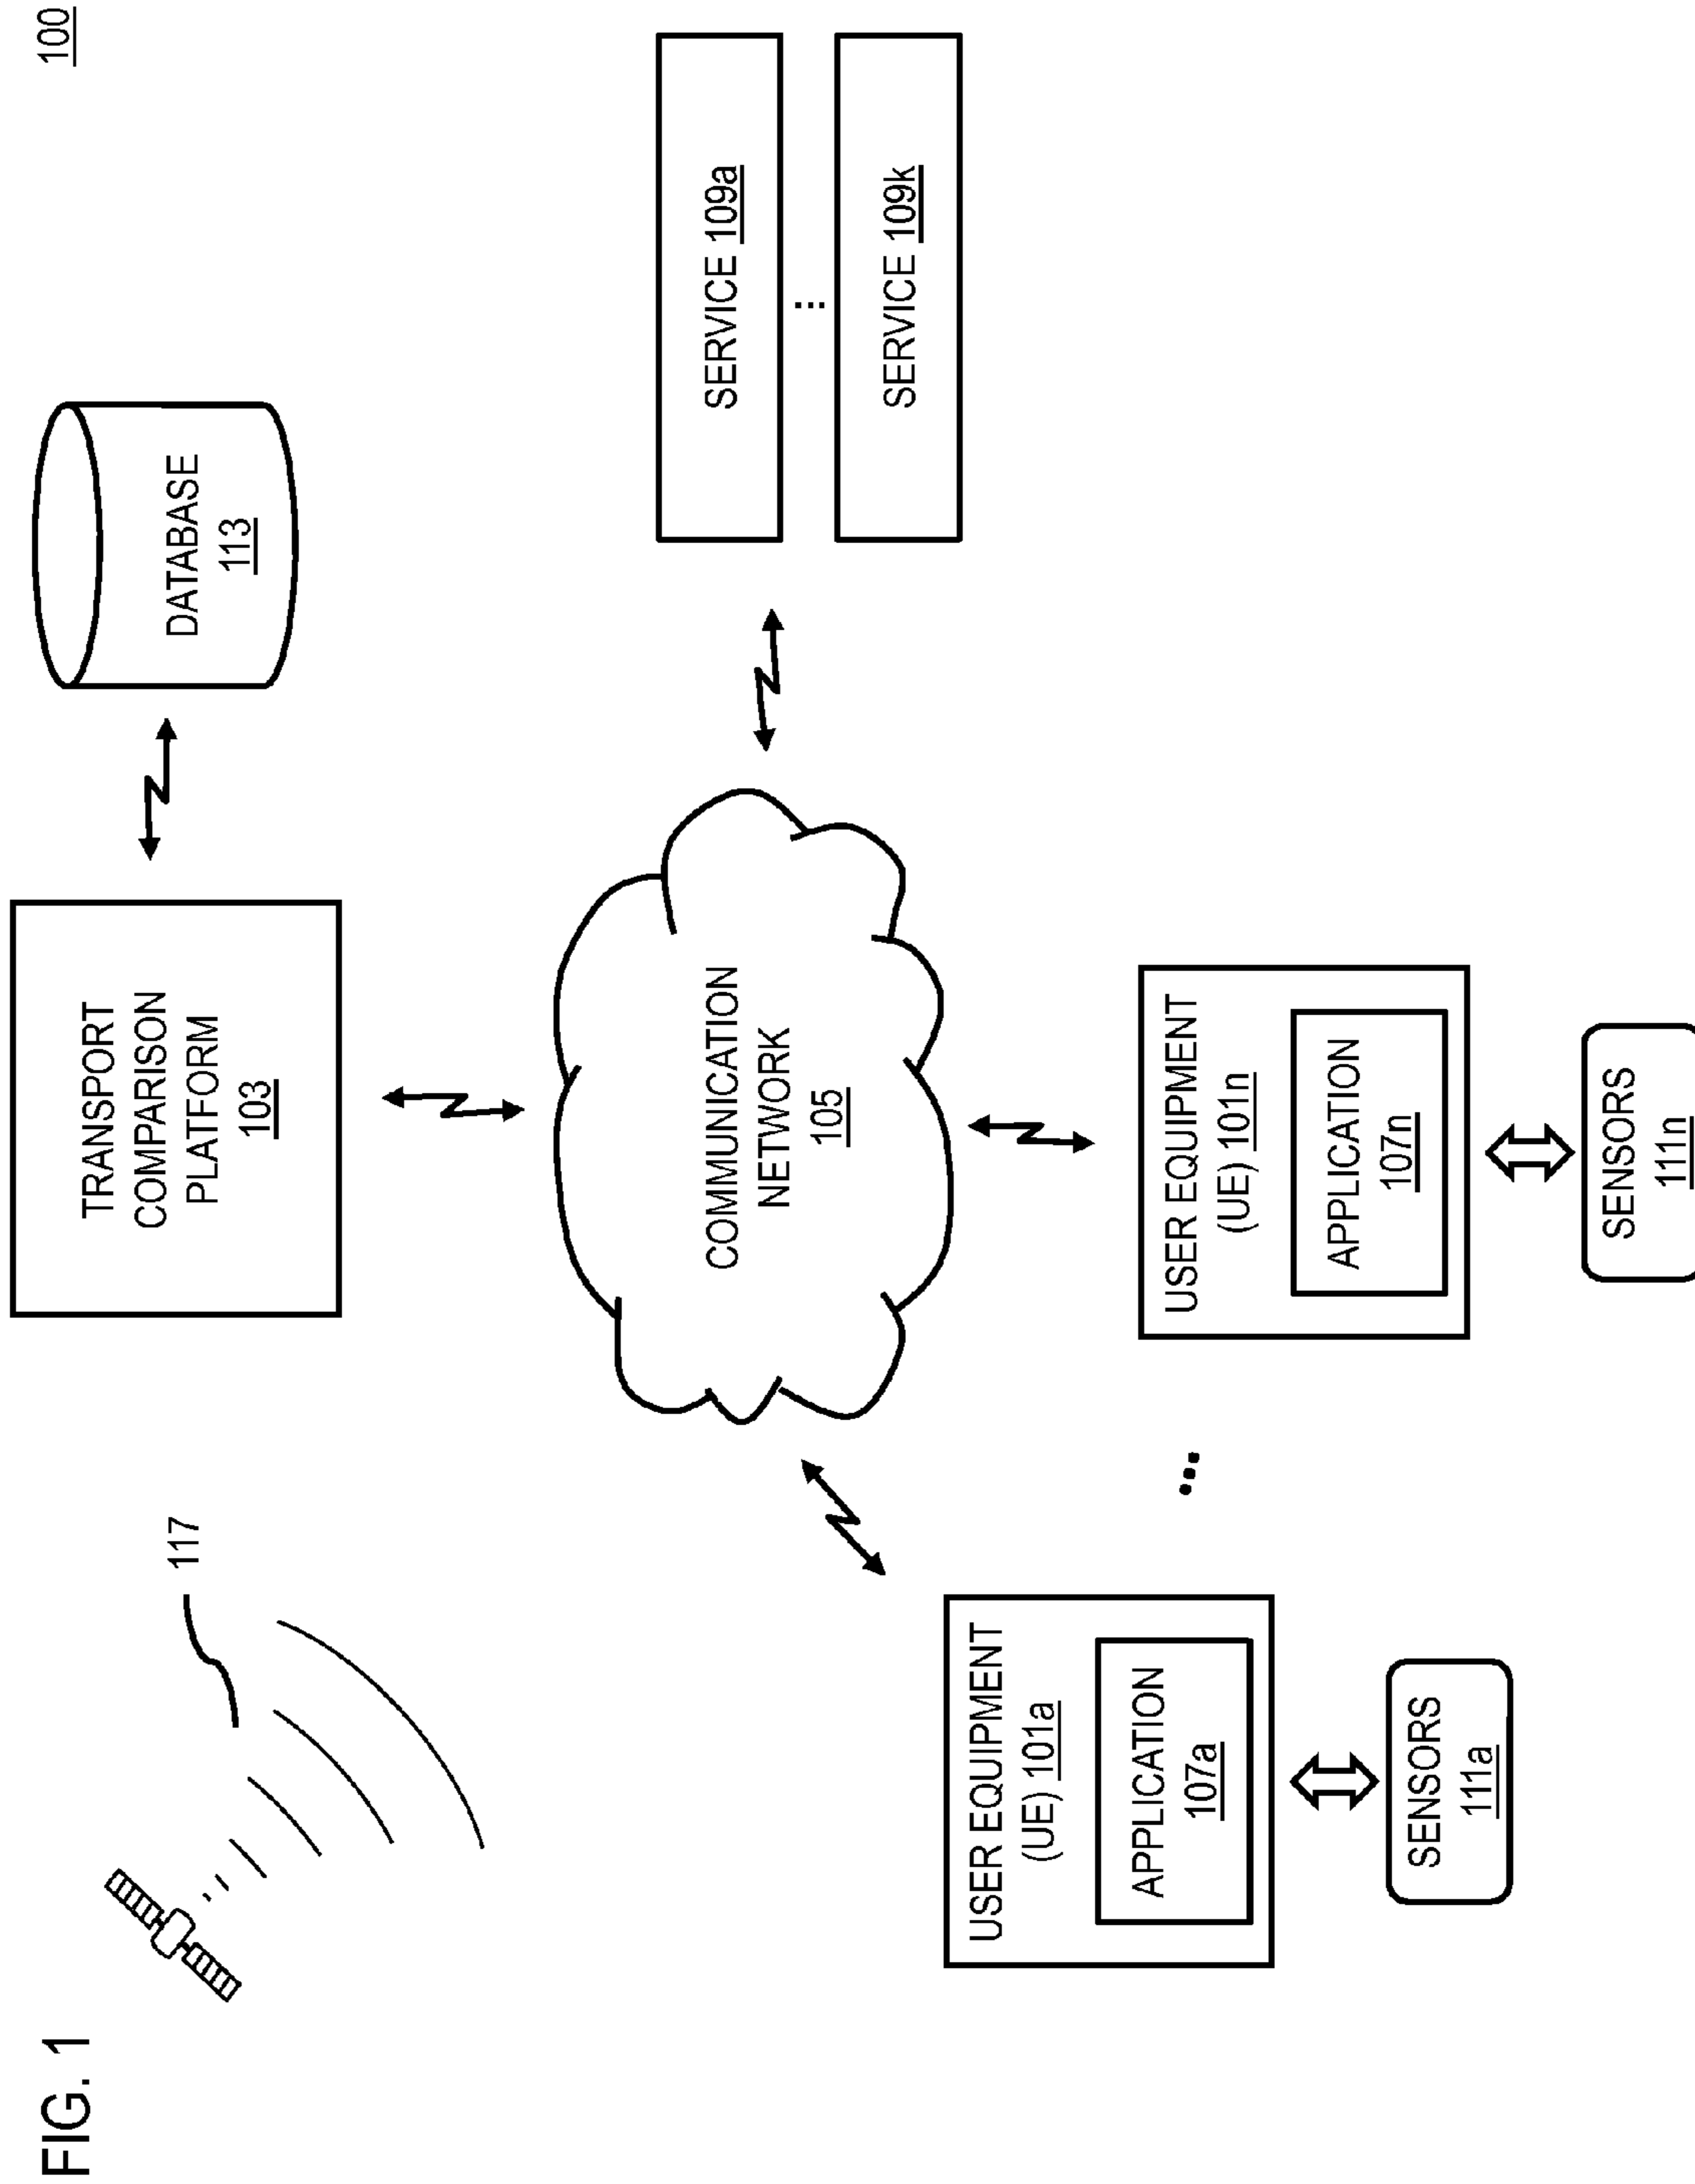 FIG. 1
100
117
TRANSPORT
COMPARISON
PLATFORM
103
DATABASE
113
COMMUNICATION
NETWORK
105
SERVICE 109a
...
SERVICE 109k
USER EQUIPMENT
(UE) 101a
APPLICATION
107a
SENSORS
111a
...
USER EQUIPMENT
(UE) 101n
APPLICATION
107n
SENSORS
111n